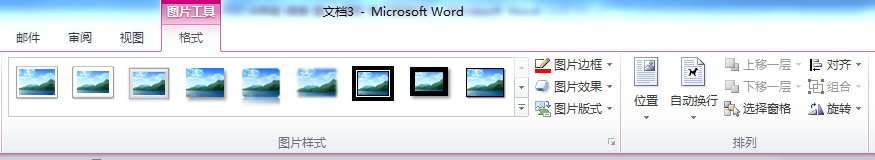 图片工具
文档3 - Microsoft Word
邮件 审阅 视图 格式
图片边框
图片效果
图片版式
图片样式
位置
自动换行
上移一层
下移一层
选择窗格
对齐
组合
旋转
排列